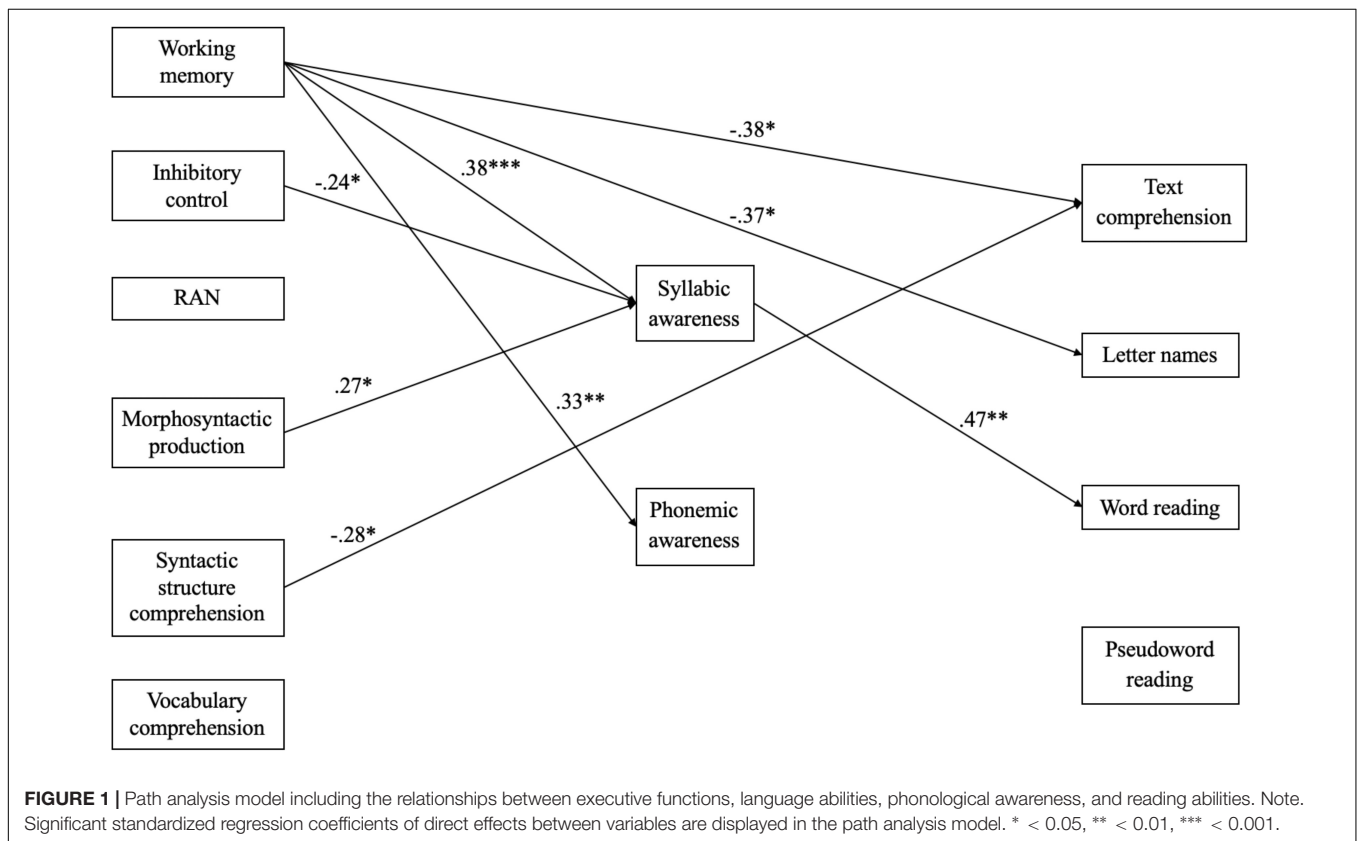 Working
memory
Inhibitory
control
RAN
Morphosyntactic
production
Syntactic
structure
comprehension
Vocabulary
comprehension
-.38*
.38***
-.24*
-.37*
.27*
.33**
.47**
-.28*
Syllabic
awareness
Phonemic
awareness
Text
comprehension
Letter names
Word reading
Pseudoword
reading
FIGURE 1 | Path analysis model including the relationships between executive functions, language abilities, phonological awareness, and reading abilities. Note.
Significant standardized regression coefficients of direct effects between variables are displayed in the path analysis model. * < 0.05, ** < 0.01, *** < 0.001.